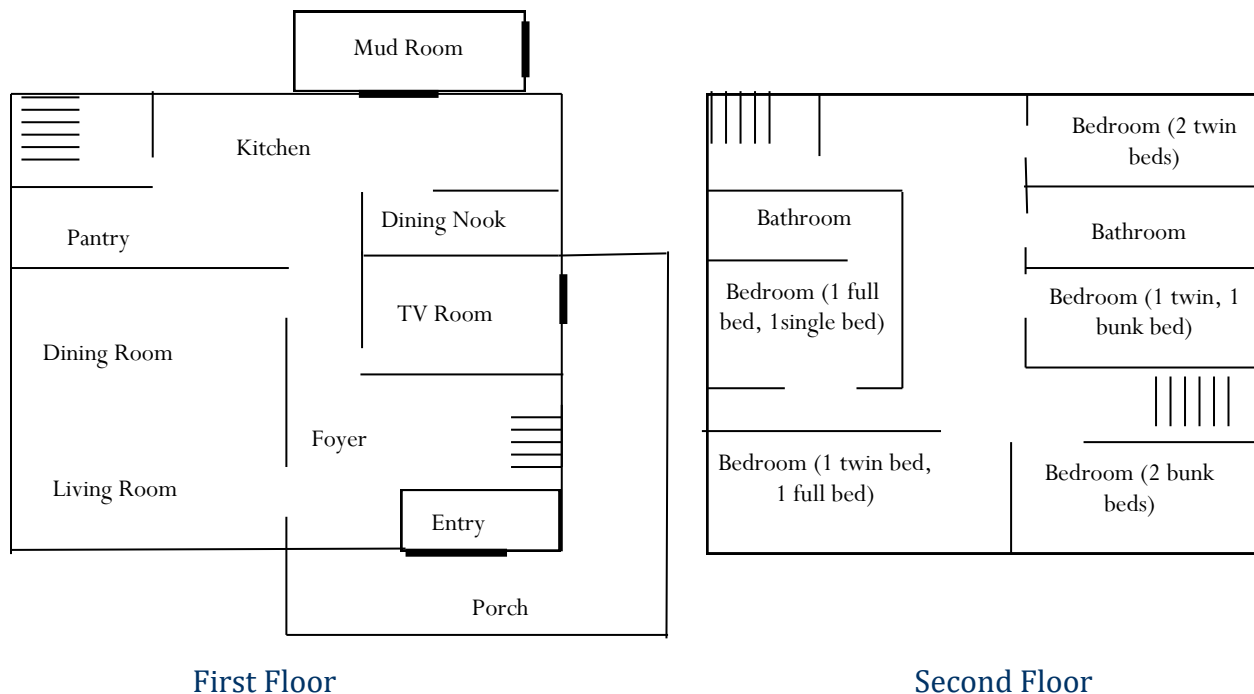 Mud Room
Kitchen
Dining Nook
Pantry
TV Room
Dining Room
Foyer
Living Room
Entry
Porch
First Floor
Bedroom (2 twin
beds)
Bathroom
Bathroom
Bedroom (1 full
bed, 1single bed)
Bedroom (1 twin, 1
bunk bed)
Bedroom (1 twin bed,
1 full bed)
Bedroom (2 bunk
beds)
Second Floor